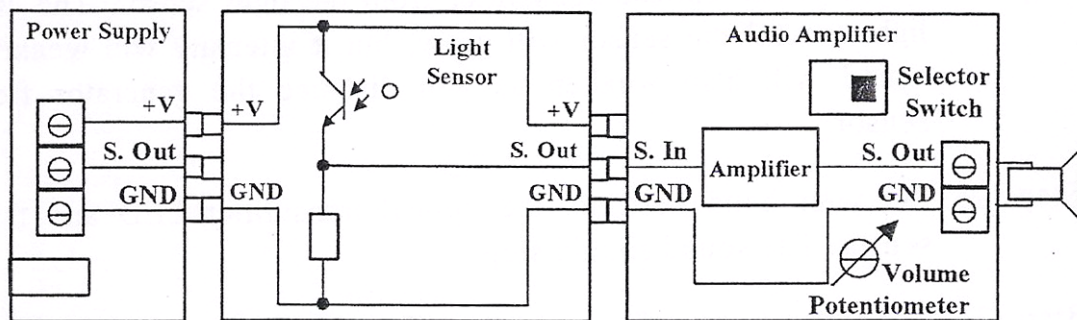 Power Supply
+V
S. Out
GND
+V
GND
Light
Sensor
+V
S. Out
GND
Audio Amplifier
Selector
Switch
S. In
GND
Amplifier
S. Out
GND
Volume
Potentiometer